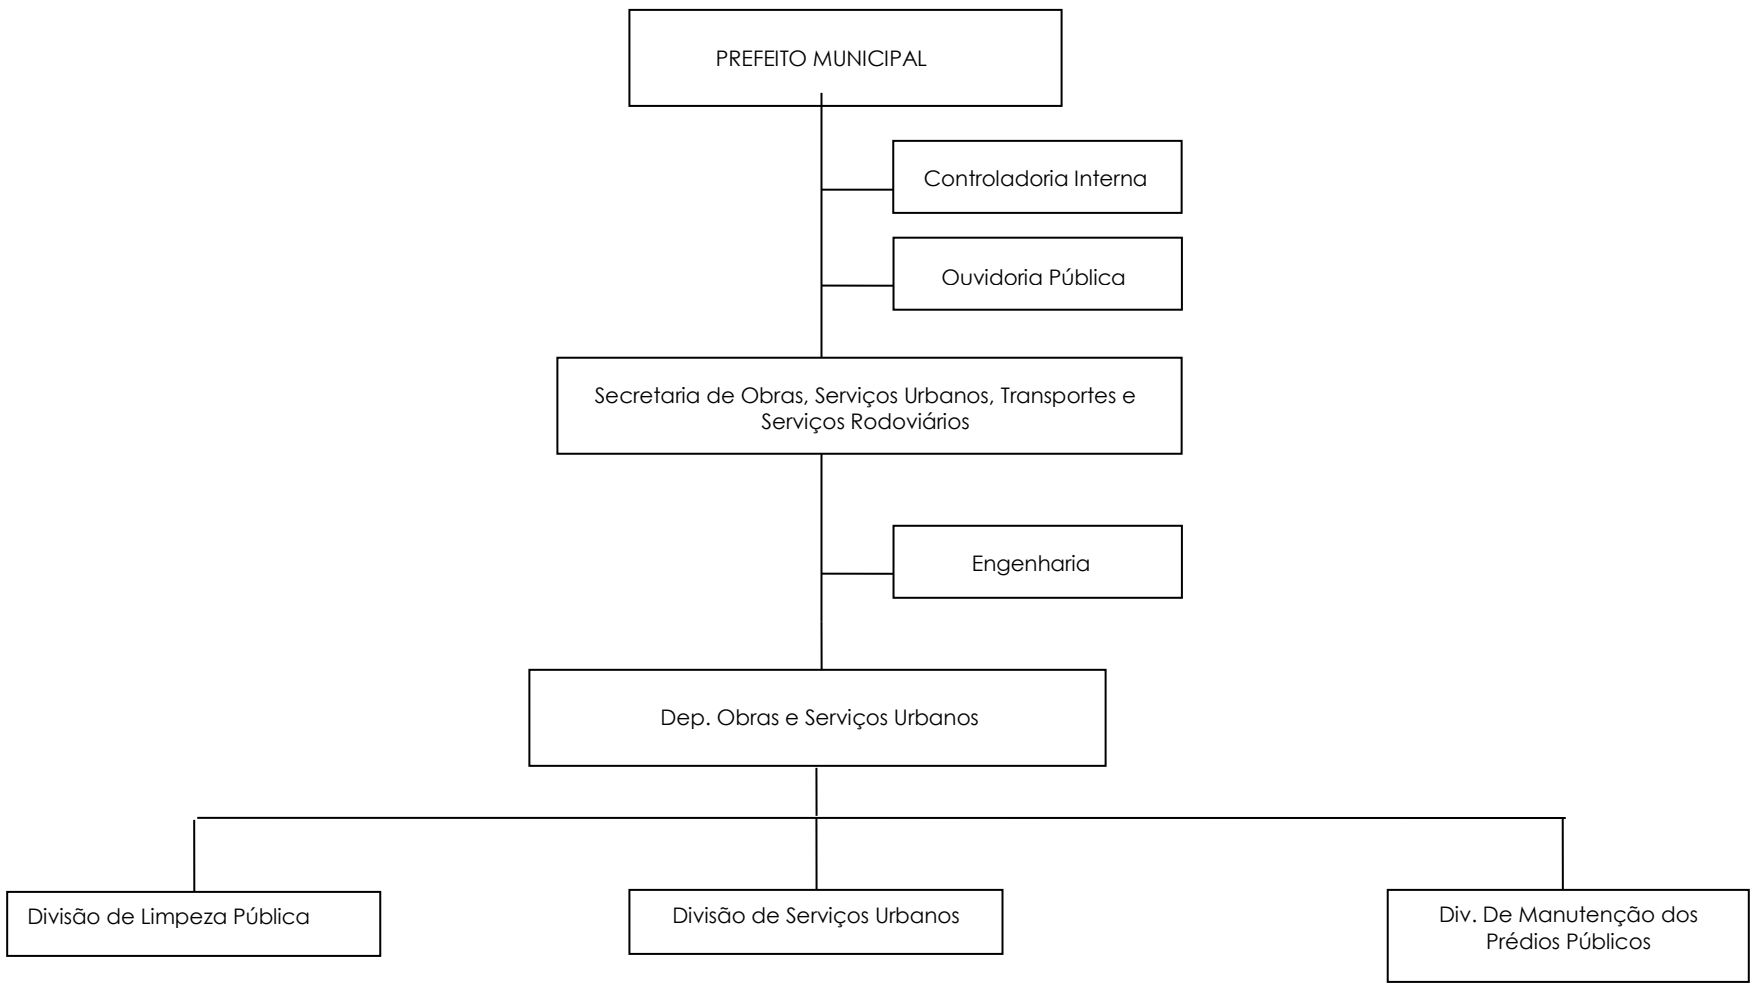 PREFEITO MUNICIPAL
Controladoria Interna
Ouvidoria Pública
Secretaria de Obras, Serviços Urbanos, Transportes e
Serviços Rodoviários
Engenharia
Dep. Obras e Serviços Urbanos
Divisão de Limpeza Pública
Divisão de Serviços Urbanos
Div. De Manutenção dos
Prédios Públicos